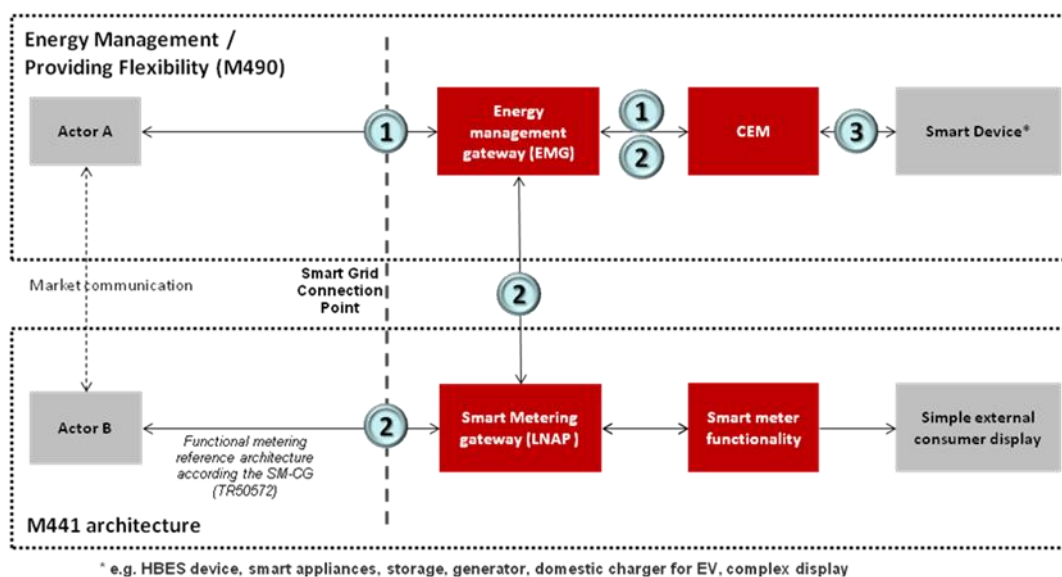 Energy Management /
Providing Flexibility (M490)
Actor A
1
Energy
management
gateway (EMG)
1
2
CEM
3
Smart Device*
Market communication
Smart Grid
Connection
Point
2
Actor B
Functional metering
reference architecture
according the SM-CG
(TR50572)
2
Smart Metering
gateway (LNAP )
Smart meter
functionality
Simple external
consumer display
M441 architecture
* e.g. HBES device, smart appliances, storage, generator, domestic charger for EV, complex display